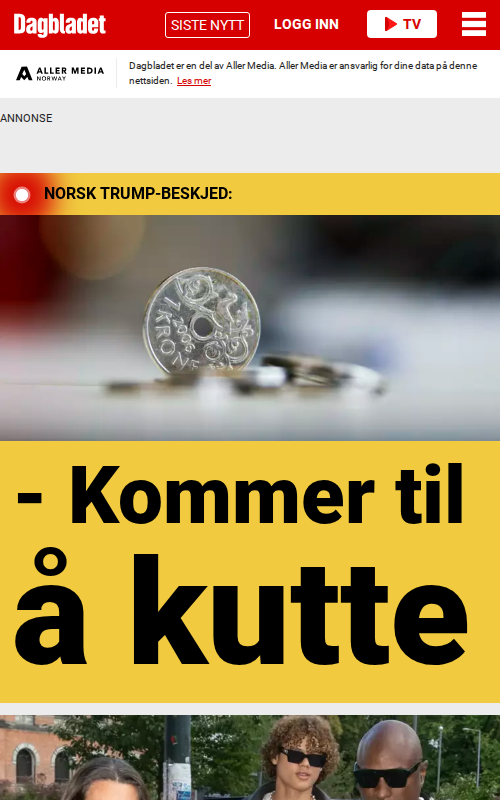 Dagbladet
SISTE NYTT
LOGG INN
TV
ALLER MEDIA
NORWAY
Dagbladet er en del av Aller Media. Aller Media er ansvarlig for dine data på denne
nettsiden. Les mer
ANNONSE
NORSK TRUMP-BESKJED:
1 KRONE
- Kommer til
å kutte